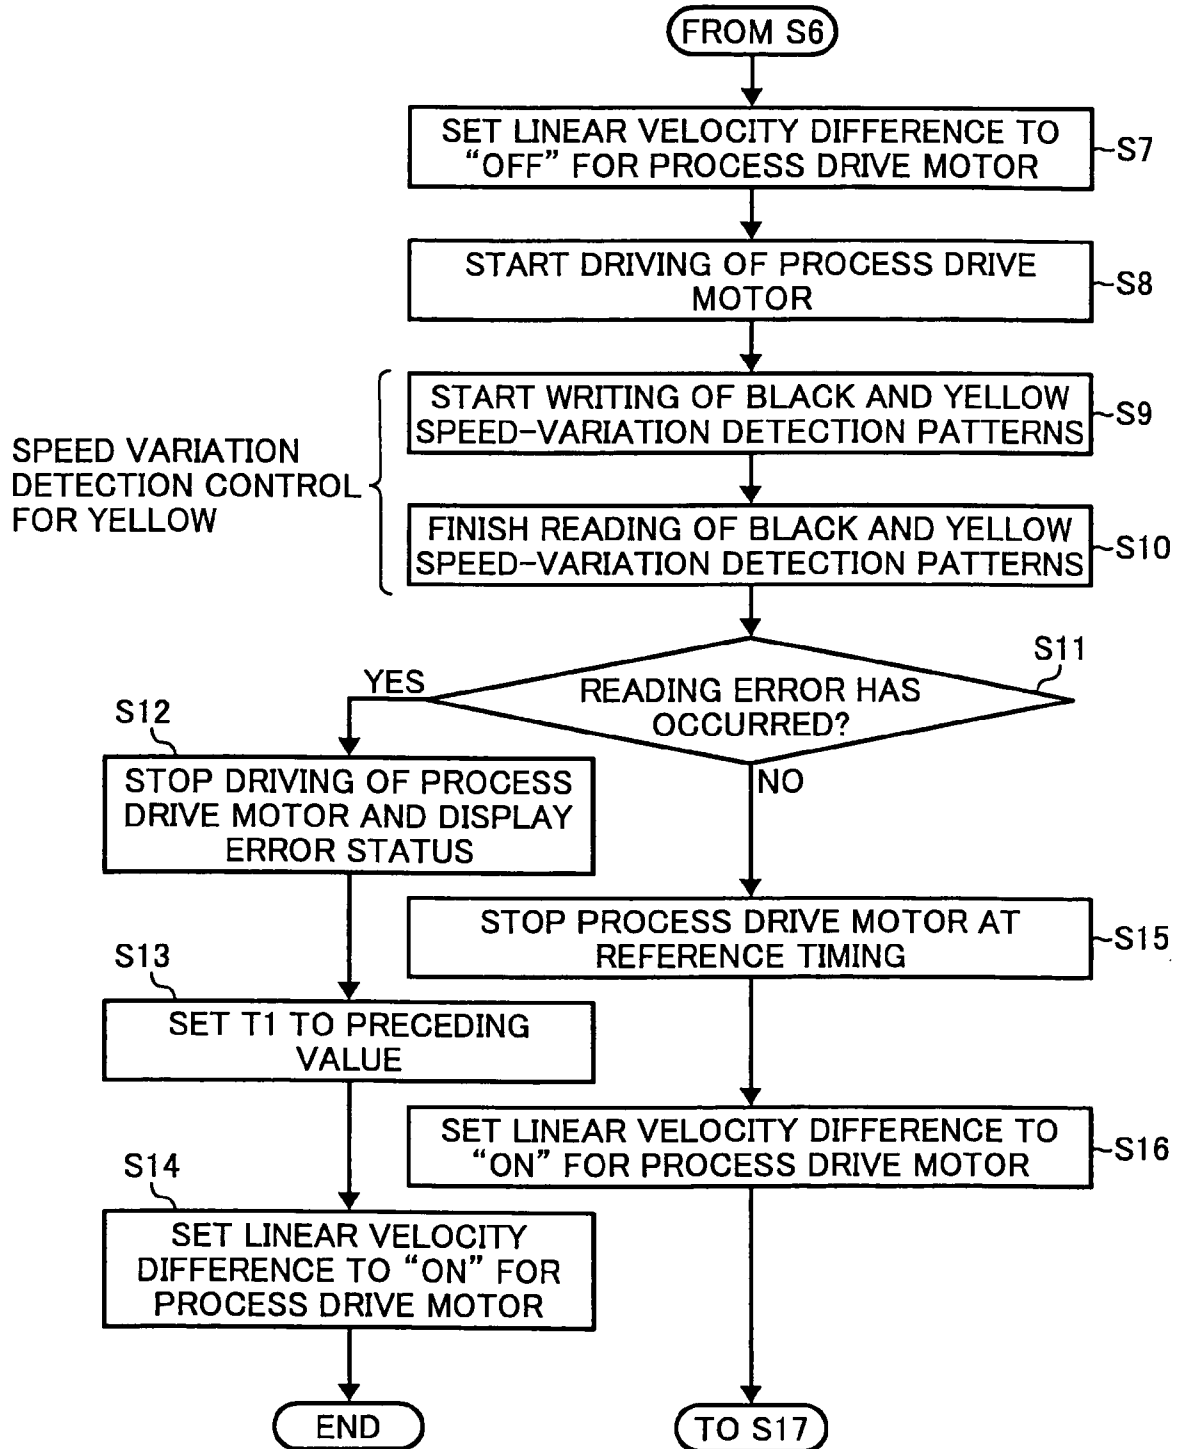 FROM S6
SET LINEAR VELOCITY DIFFERENCE TO
“OFF” FOR PROCESS DRIVE MOTOR
S7
START DRIVING OF PROCESS DRIVE
MOTOR
S8
START WRITING OF BLACK AND YELLOW
SPEED-VARIATION DETECTION PATTERNS
S9
SPEED VARIATION
DETECTION CONTROL
FOR YELLOW
FINISH READING OF BLACK AND YELLOW
SPEED-VARIATION DETECTION PATTERNS
S10
S11
READING ERROR HAS
OCCURRED?
YES
NO
S12
STOP DRIVING OF PROCESS
DRIVE MOTOR AND DISPLAY
ERROR STATUS
STOP PROCESS DRIVE MOTOR AT
REFERENCE TIMING
S15
S13
SET T1 TO PRECEDING
VALUE
SET LINEAR VELOCITY DIFFERENCE TO
“ON” FOR PROCESS DRIVE MOTOR
S16
S14
SET LINEAR VELOCITY
DIFFERENCE TO “ON” FOR
PROCESS DRIVE MOTOR
END
TO S17